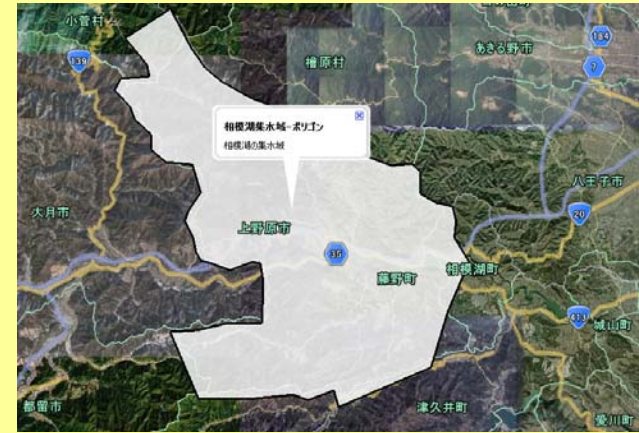 小菅村
139
檜原村
あきる野市
184
7
相模湖集水域-ポリゴン
相模湖の集水域
八王子市
大月市
上野原市
20
35
藤野町
相模湖町
413
城山町
都留市
津久井町
愛川町